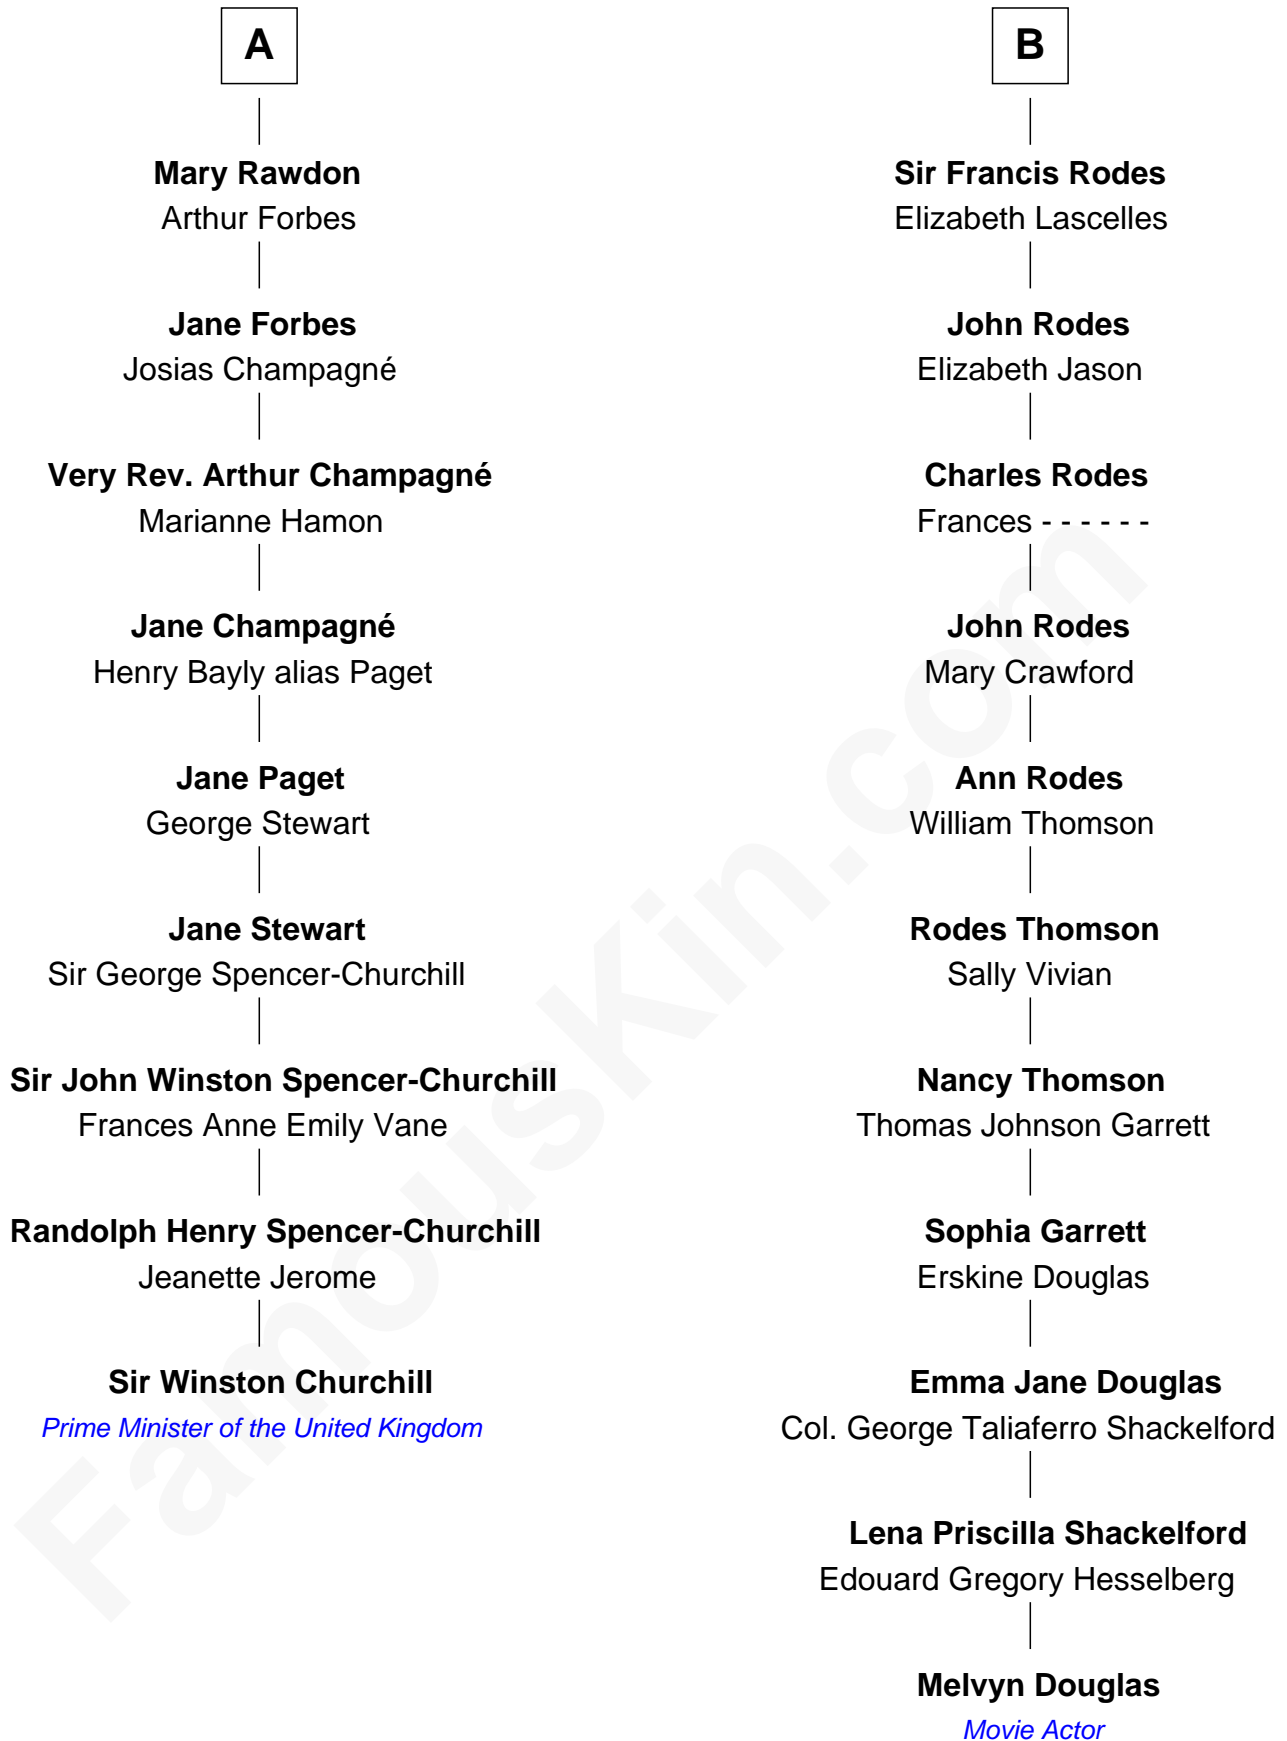 A
Mary Rawdon
Arthur Forbes
Jane Forbes
Josias Champagné
Very Rev. Arthur Champagné
Marianne Hamon
Jane Champagné
Henry Bayly alias Paget
Jane Paget
George Stewart
Jane Stewart
Sir George Spencer-Churchill
Sir John Winston Spencer-Churchill
Frances Anne Emily Vane
Randolph Henry Spencer-Churchill
Jeanette Jerome
Sir Winston Churchill
Prime Minister of the United Kingdom
B
Sir Francis Rodes
Elizabeth Lascelles
John Rodes
Elizabeth Jason
Charles Rodes
Frances - - - - - -
John Rodes
Mary Crawford
Ann Rodes
William Thomson
Rodes Thomson
Sally Vivian
Nancy Thomson
Thomas Johnson Garrett
Sophia Garrett
Erskine Douglas
Emma Jane Douglas
Col. George Taliaferro Shackelford
Lena Priscilla Shackelford
Edouard Gregory Hesselberg
Melvyn Douglas
Movie Actor
FamousKin.com